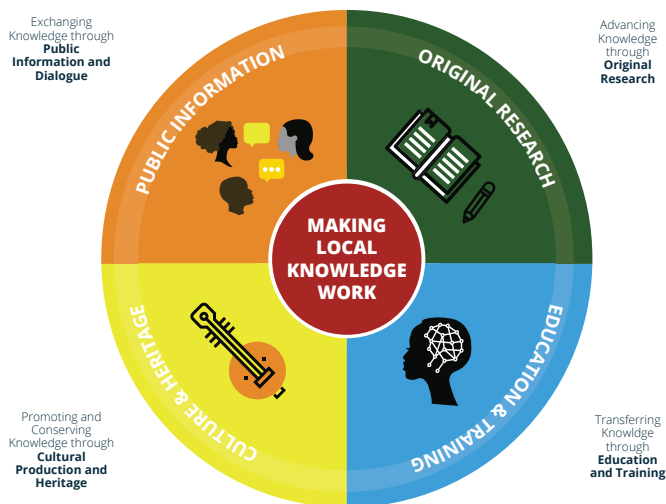 Exchanging
Knowledge through
Public
Information and
Dialogue
Advancing
Knowledge
through
Original
Research
PUBLIC INFORMATION
ORIGINAL RESEARCH
MAKING
LOCAL
KNOWLEDGE
WORK
CULTURE & HERITAGE
EDUCATION & TRAINING
Promoting and
Conserving
Knowledge through
Cultural
Production and
Heritage
Transferring
Knowldge
through
Education
and Training